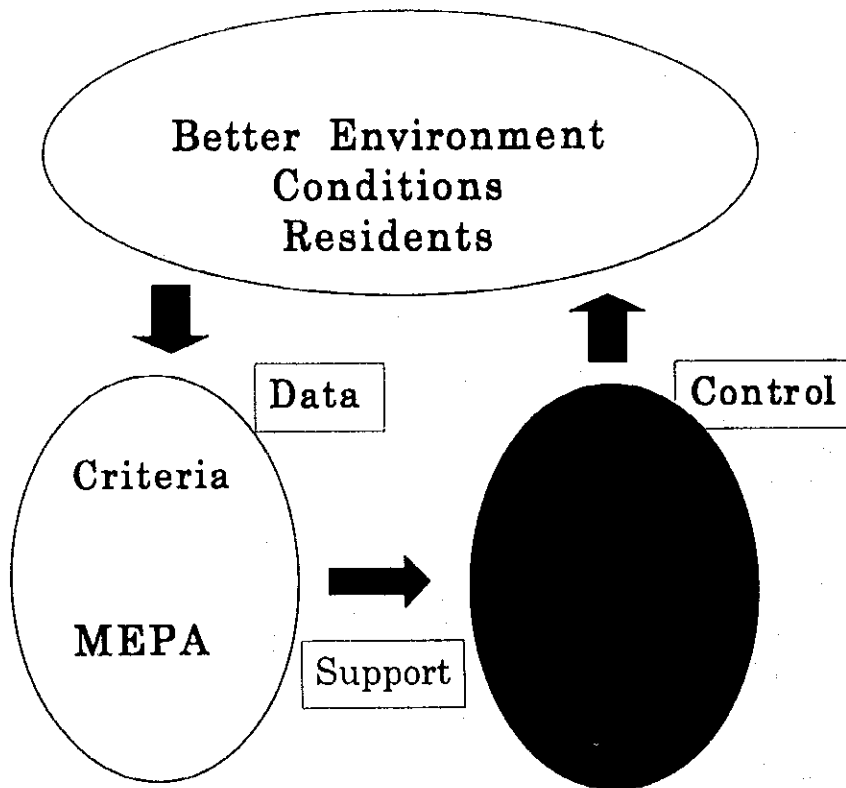 Better Environment
Conditions
Residents
Data
Control
Criteria
MEPA
Support